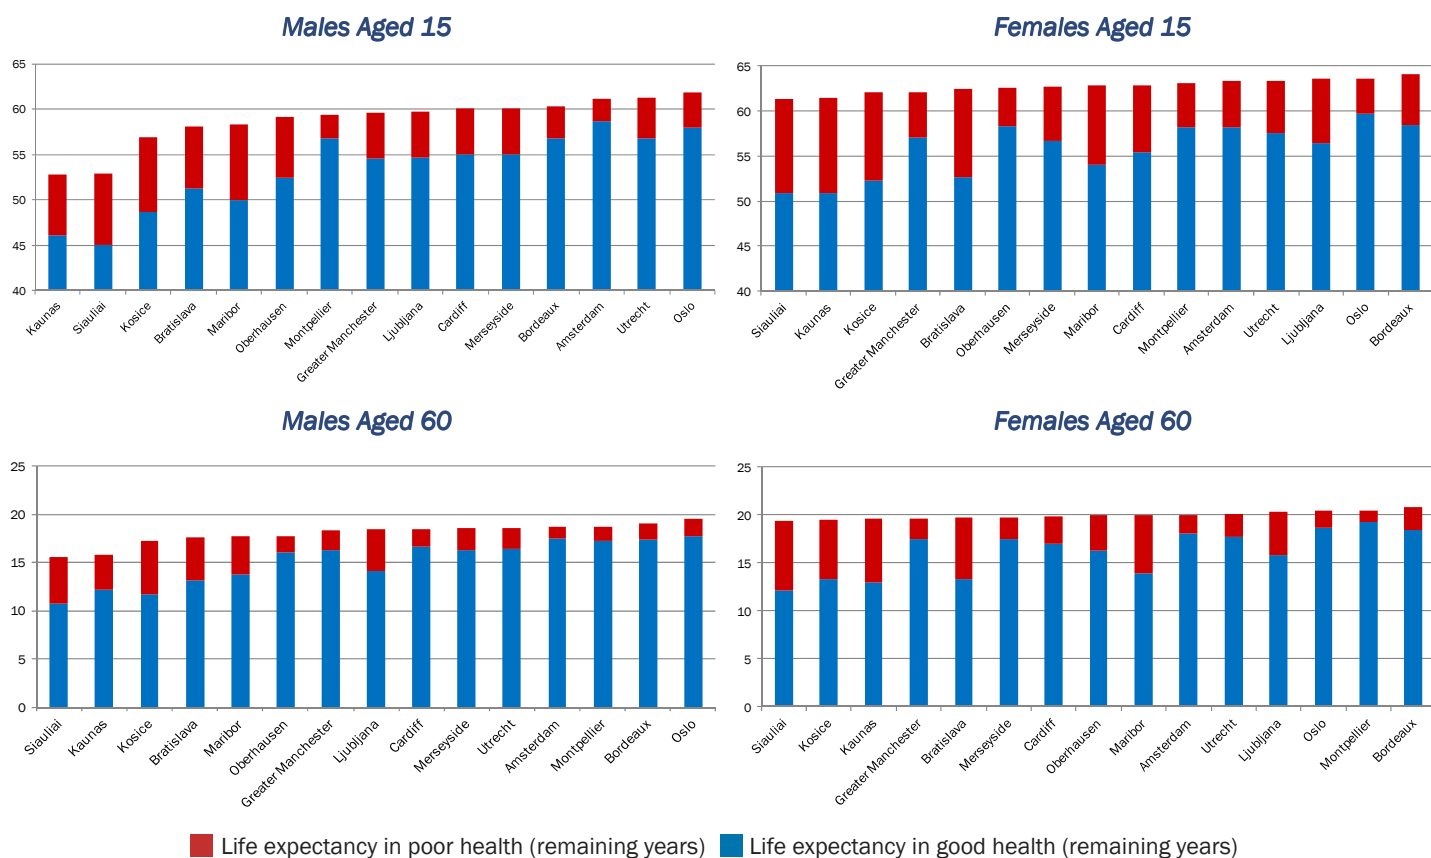 Males Aged 15
65
60
55
50
45
40
Kaunas
Siauliai
Kosice
Bratislava
Maribor
Oberhausen
Montpellier
Greater Manchester
Ljubljana
Cardiff
Merseyside
Bordeaux
Amsterdam
Utrecht
Oslo
Females Aged 15
65
60
55
50
45
40
Siauliai
Kaunas
Kosice
Greater Manchester
Bratislava
Oberhausen
Merseyside
Maribor
Cardiff
Montpellier
Amsterdam
Utrecht
Ljubljana
Oslo
Bordeaux
Males Aged 60
25
20
15
10
5
0
Siauliai
Kaunas
Kosice
Bratislava
Maribor
Oberhausen
Greater Manchester
Ljubljana
Cardiff
Merseyside
Utrecht
Amsterdam
Montpellier
Bordeaux
Oslo
Females Aged 60
25
20
15
10
5
0
Siauliai
Kosice
Kaunas
Greater Manchester
Bratislava
Merseyside
Cardiff
Oberhausen
Maribor
Amsterdam
Utrecht
Ljubljana
Oslo
Montpellier
Bordeaux
Life expectancy in poor health (remaining years)
Life expectancy in good health (remaining years)